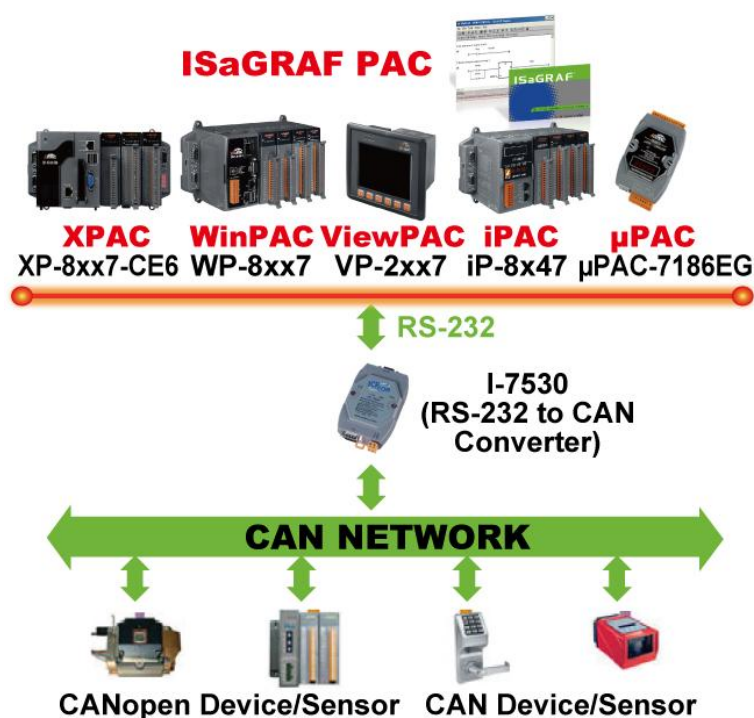 ISaGRAF PAC
ISaGRAF
XPAC WinPAC ViewPAC iPAC µPAC
XP-8xx7-CE6 WP-8xx7 VP-2xx7 iP-8x47 µPAC-7186EG
RS-232
I-7530
(RS-232 to CAN
Converter)
CAN NETWORK
CANopen Device/Sensor CAN Device/Sensor